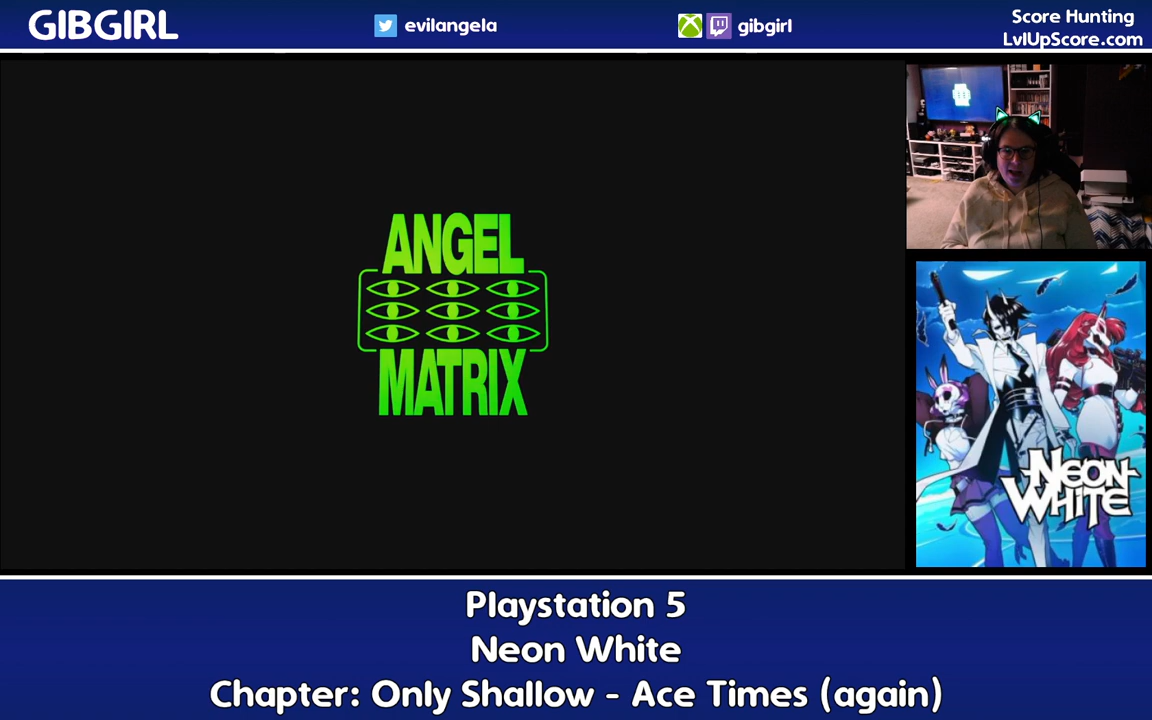 GIBGIRL
evilangela
gibgirl
Score Hunting
LvlUpScore.com
ANGEL
MATRIX
NEON
WHITE
Playstation 5
Neon White
Chapter: Only Shallow - Ace Times (again)